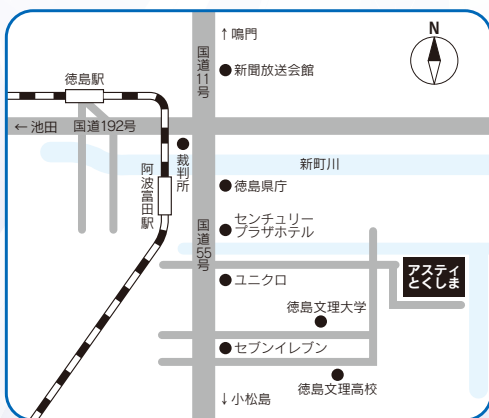 ↑鳴門
N
国道11号
新聞放送会館
徳島駅
←池田 国道192号
裁判所
新町川
阿波富田駅
徳島県庁
センチュリー
プラザホテル
国道55号
アスティ
とくしま
ユニクロ
徳島文理大学
セブンイレブン
徳島文理高校
↓小松島